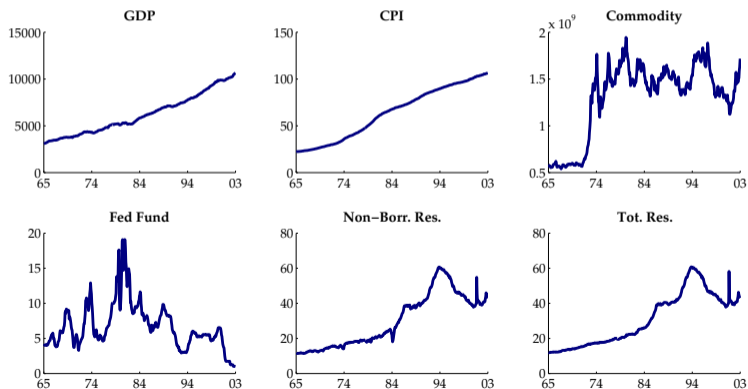 GDP
15000
10000
5000
0
65 74 84 94 03
CPI
150
100
50
0
65 74 84 94 03
Commodity
2 x 10^9
1.5
1
0.5
65 74 84 94 03
Fed Fund
20
15
10
5
0
65 74 84 94 03
Non−Borr. Res.
80
60
40
20
0
65 74 84 94 03
Tot. Res.
80
60
40
20
0
65 74 84 94 03